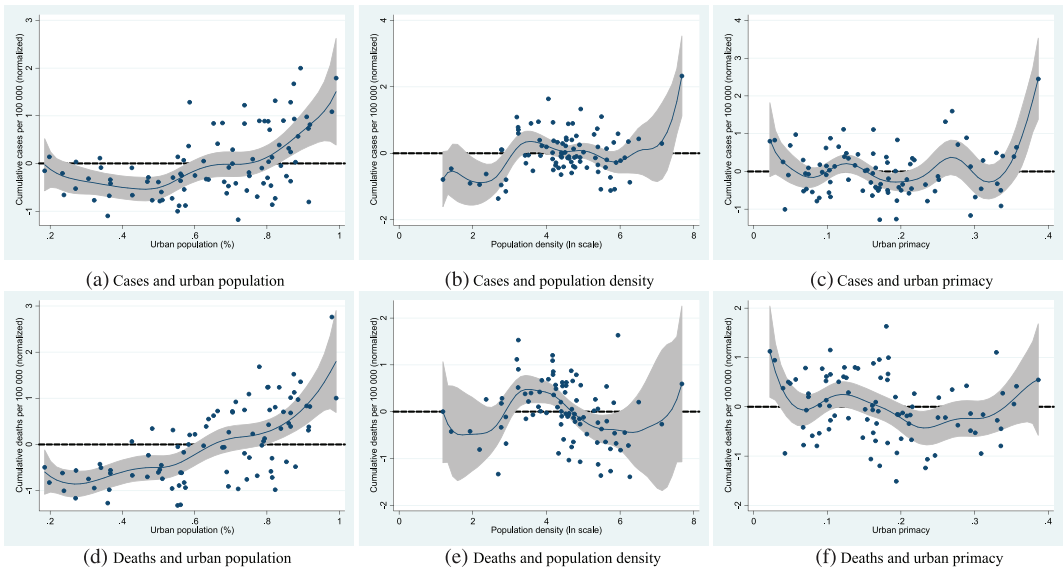 Cumulative cases per 100 000 (normalized)
3
2
1
0
-1
.2 .4 .6 .8 1
Urban population (%)
(a) Cases and urban population
Cumulative cases per 100 000 (normalized)
4
2
0
-2
0 2 4 6 8
Population density (ln scale)
(b) Cases and population density
Cumulative cases per 100 000 (normalized)
4
3
2
1
0
-1
0 .1 .2 .3 .4
Urban primacy
(c) Cases and urban primacy
Cumulative deaths per 100 000 (normalized)
3
2
1
0
-1
.2 .4 .6 .8 1
Urban population (%)
(d) Deaths and urban population
Cumulative deaths per 100 000 (normalized)
2
1
0
-1
-2
0 2 4 6 8
Population density (ln scale)
(e) Deaths and population density
Cumulative deaths per 100 000 (normalized)
2
1
0
-1
-2
0 .1 .2 .3 .4
Urban primacy
(f) Deaths and urban primacy